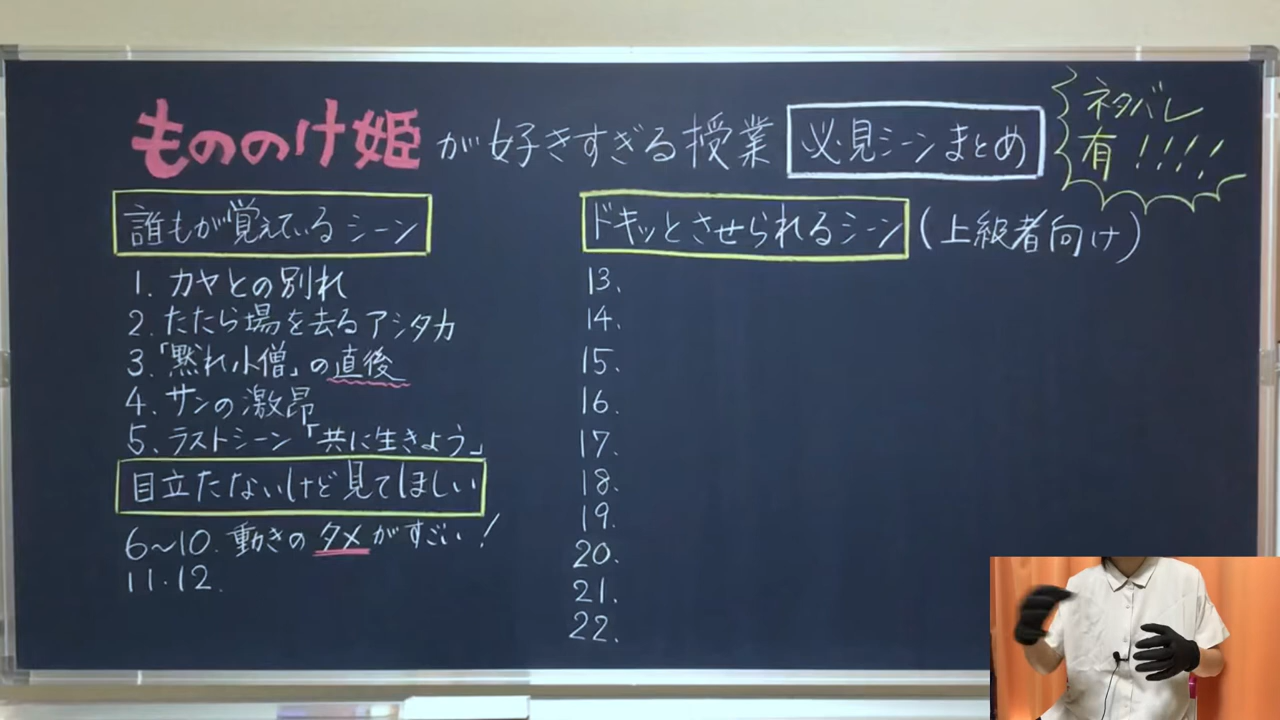 もののけ姫が好きすぎる授業 必見シーンまとめ
ネタバレ
有!!!!
誰もが覚えているシーン
1. カヤとの別れ
2. たたら場を去るアシタカ
3.「黙れ小僧」の直後
4. サンの激昂
5. ラストシーン「共に生きよう」
目立たないけど見てほしい
6〜10. 動きのタメがすごい!
11.12.
ドキッとさせられるシーン(上級者向け)
13.
14.
15.
16.
17.
18.
19.
20.
21.
22.